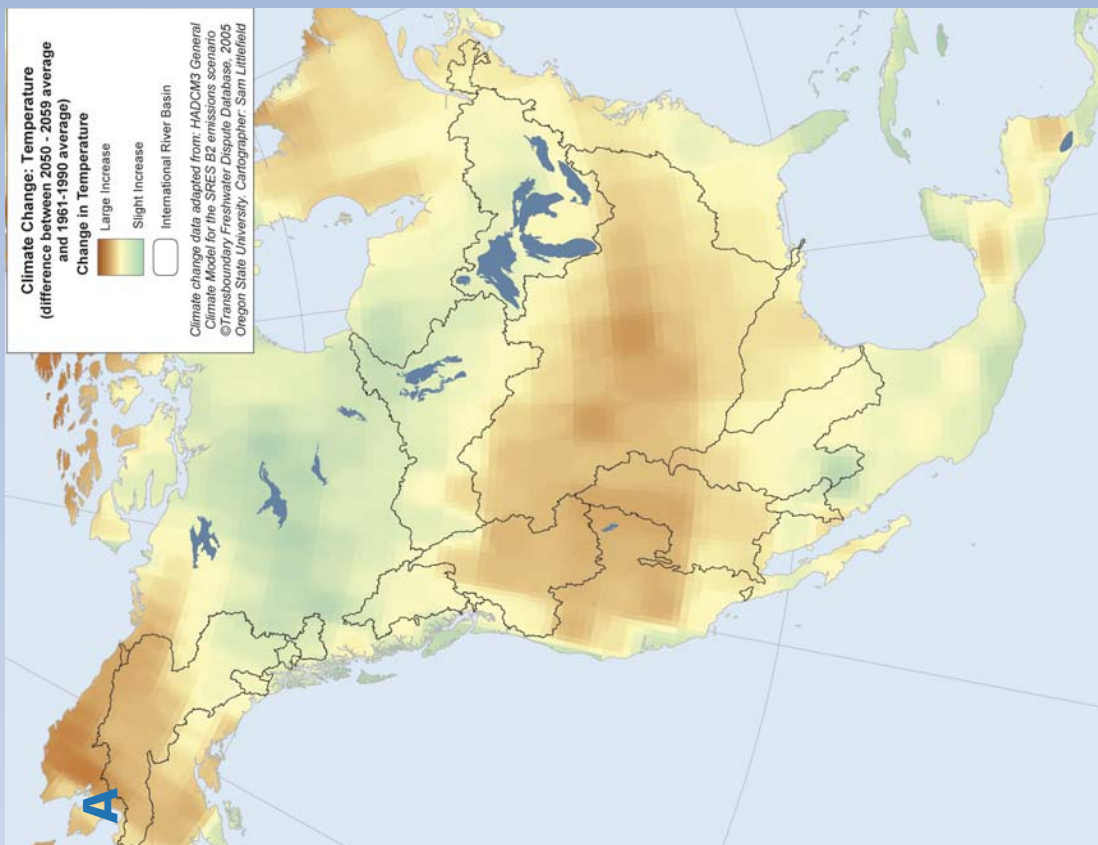 Climate Change: Temperature
(difference between 2050 - 2059 average
and 1961-1990 average)
Change in Temperature
Large Increase
Slight Increase
International River Basin
Climate change data adapted from: HADCM3 General
Climate Model for the SRES B2 emissions scenario
©Transboundary Freshwater Dispute Database, 2005
Oregon State University. Cartographer: Sam Littlefield
A